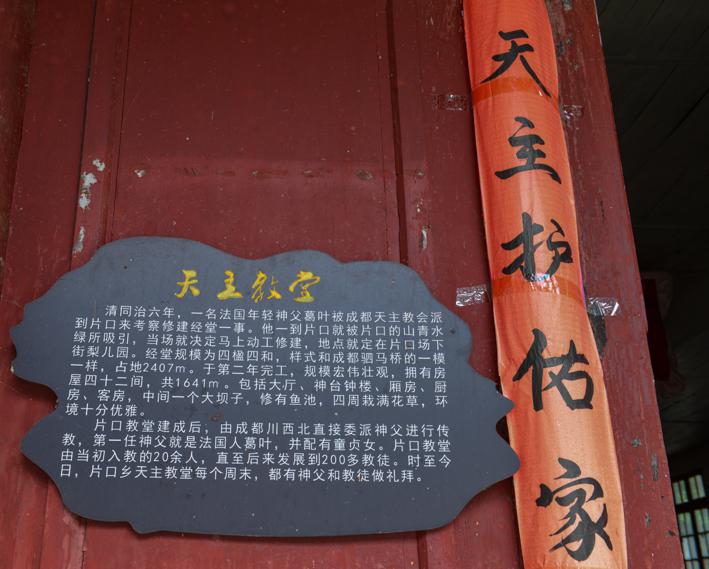 天主教堂
清同治六年，一名法国年轻神父葛叶被成都天主教会派
到片口来考察修建经堂一事。他一到片口就被片口的山青水
绿所吸引，当场就决定马上动工修建，地点就定在片口场下
街梨儿园。经堂规模为四楹四和，样式和成都驷马桥的一模
一样，占地2407m。于第二年完工，规模宏伟壮观，拥有房
屋四十二间，共1641m。包括大厅、神台钟楼、厢房、厨
房、客房，中间一个大坝子，修有鱼池，四周栽满花草，环
境十分优雅。
片口教堂建成后，由成都川西北直接委派神父进行传
教，第一任神父就是法国人葛叶，并配有童贞女。片口教堂
由当初入教的20余人，直至后来发展到200多教徒。时至今
日，片口乡天主教堂每个周末，都有神父和教徒做礼拜。
天主护佑家